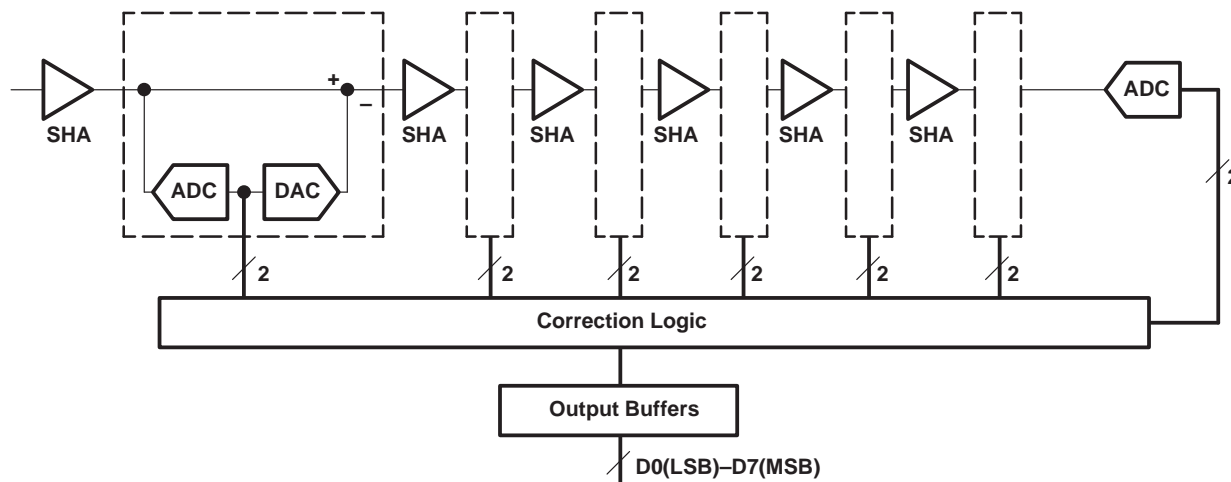 +
–
ADC
SHA
SHA
SHA
SHA
SHA
SHA
ADC
DAC
2
2
2
2
2
2
2
Correction Logic
Output Buffers
D0(LSB)–D7(MSB)